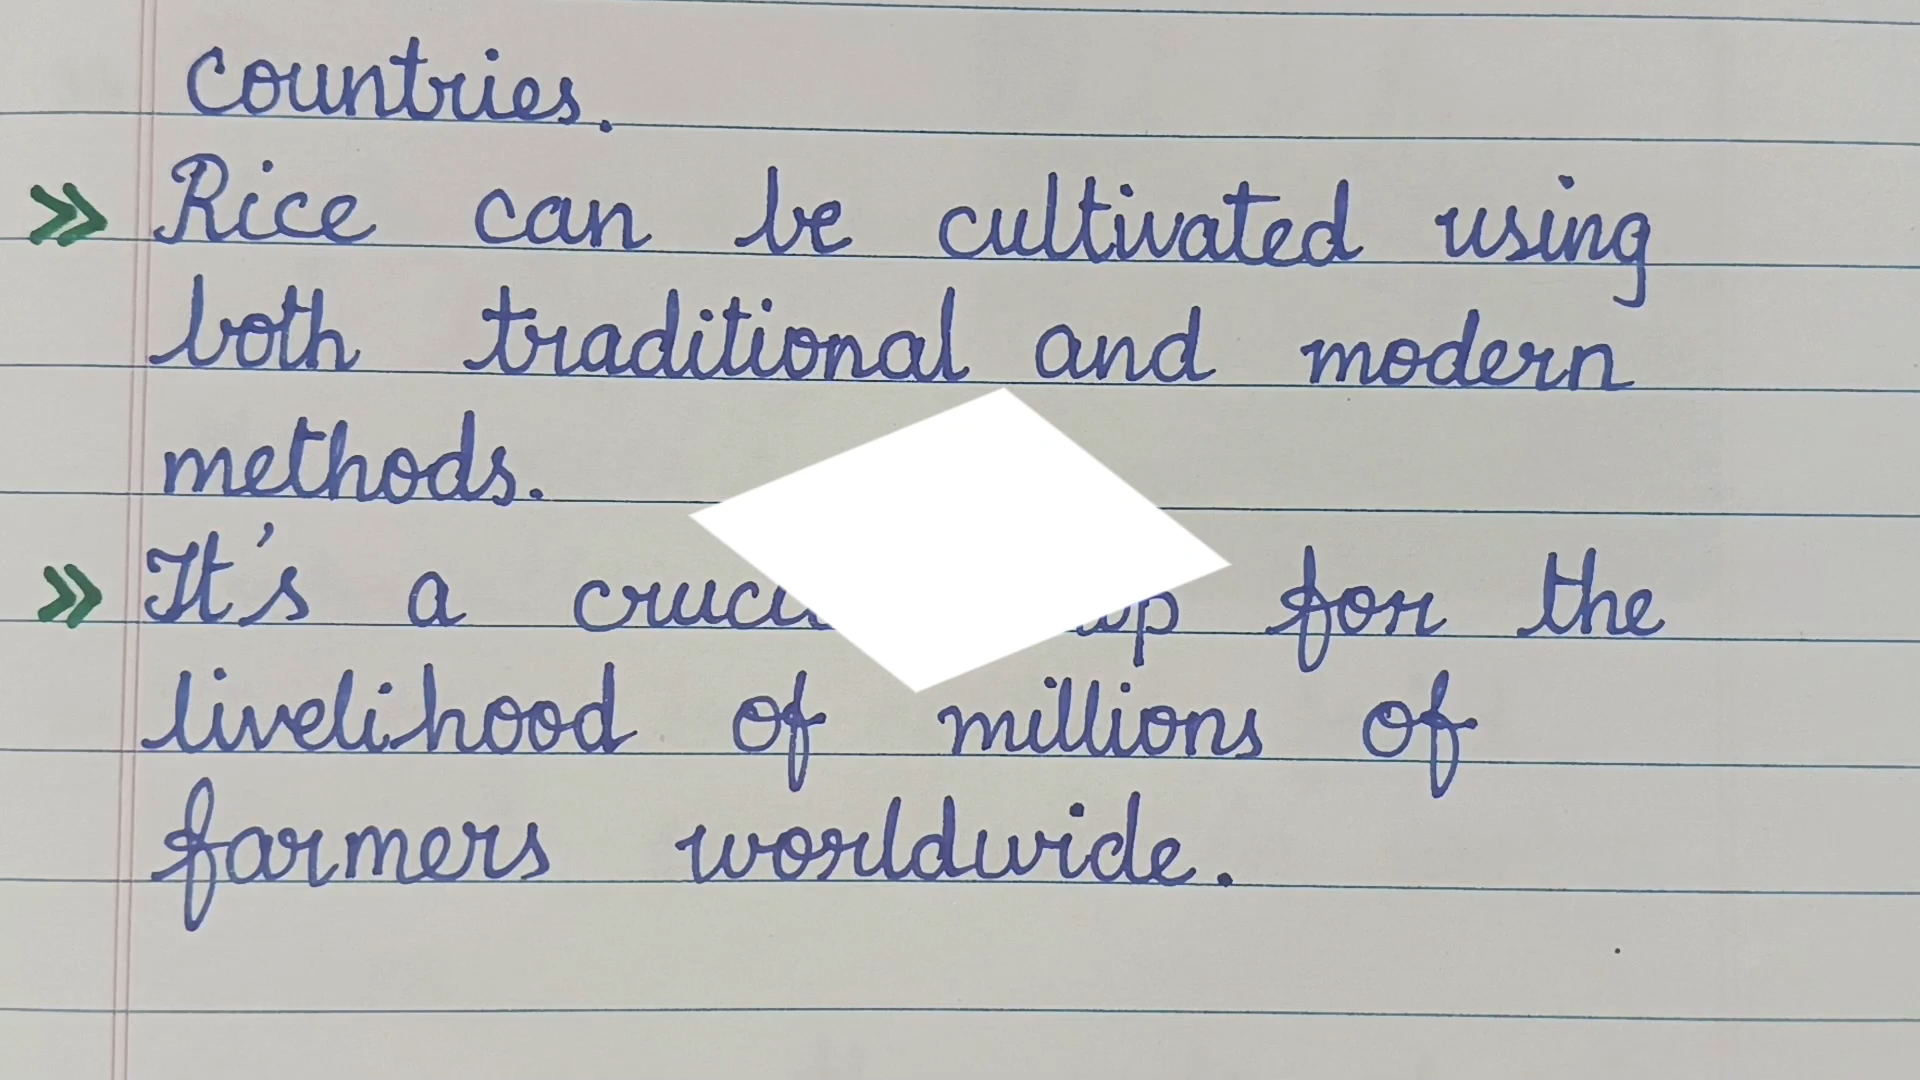 countries.
» Rice can be cultivated using
both traditional and modern
methods.
» It's a for the
livelihood of millions of
farmers worldwide.